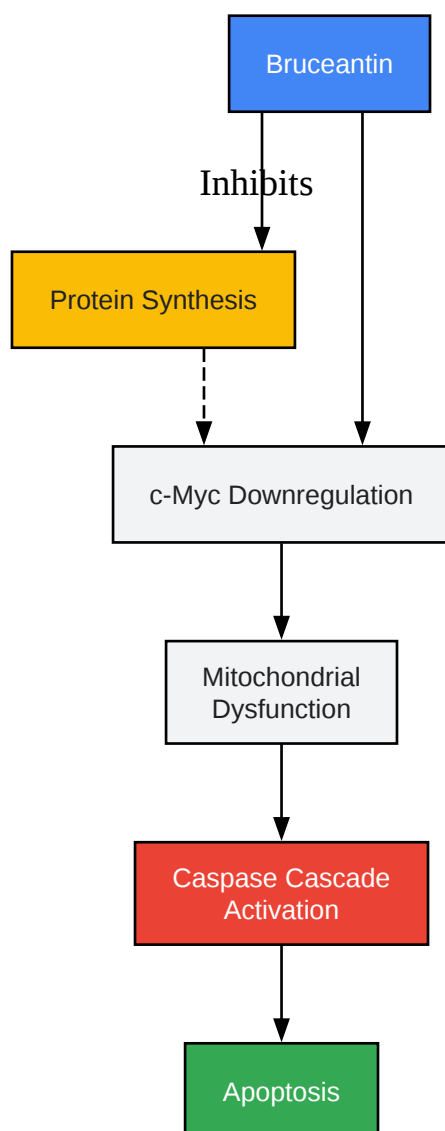 Bruceantin
Inhibits
Protein Synthesis
c-Myc Downregulation
Mitochondrial
Dysfunction
Caspase Cascade
Activation
Apoptosis